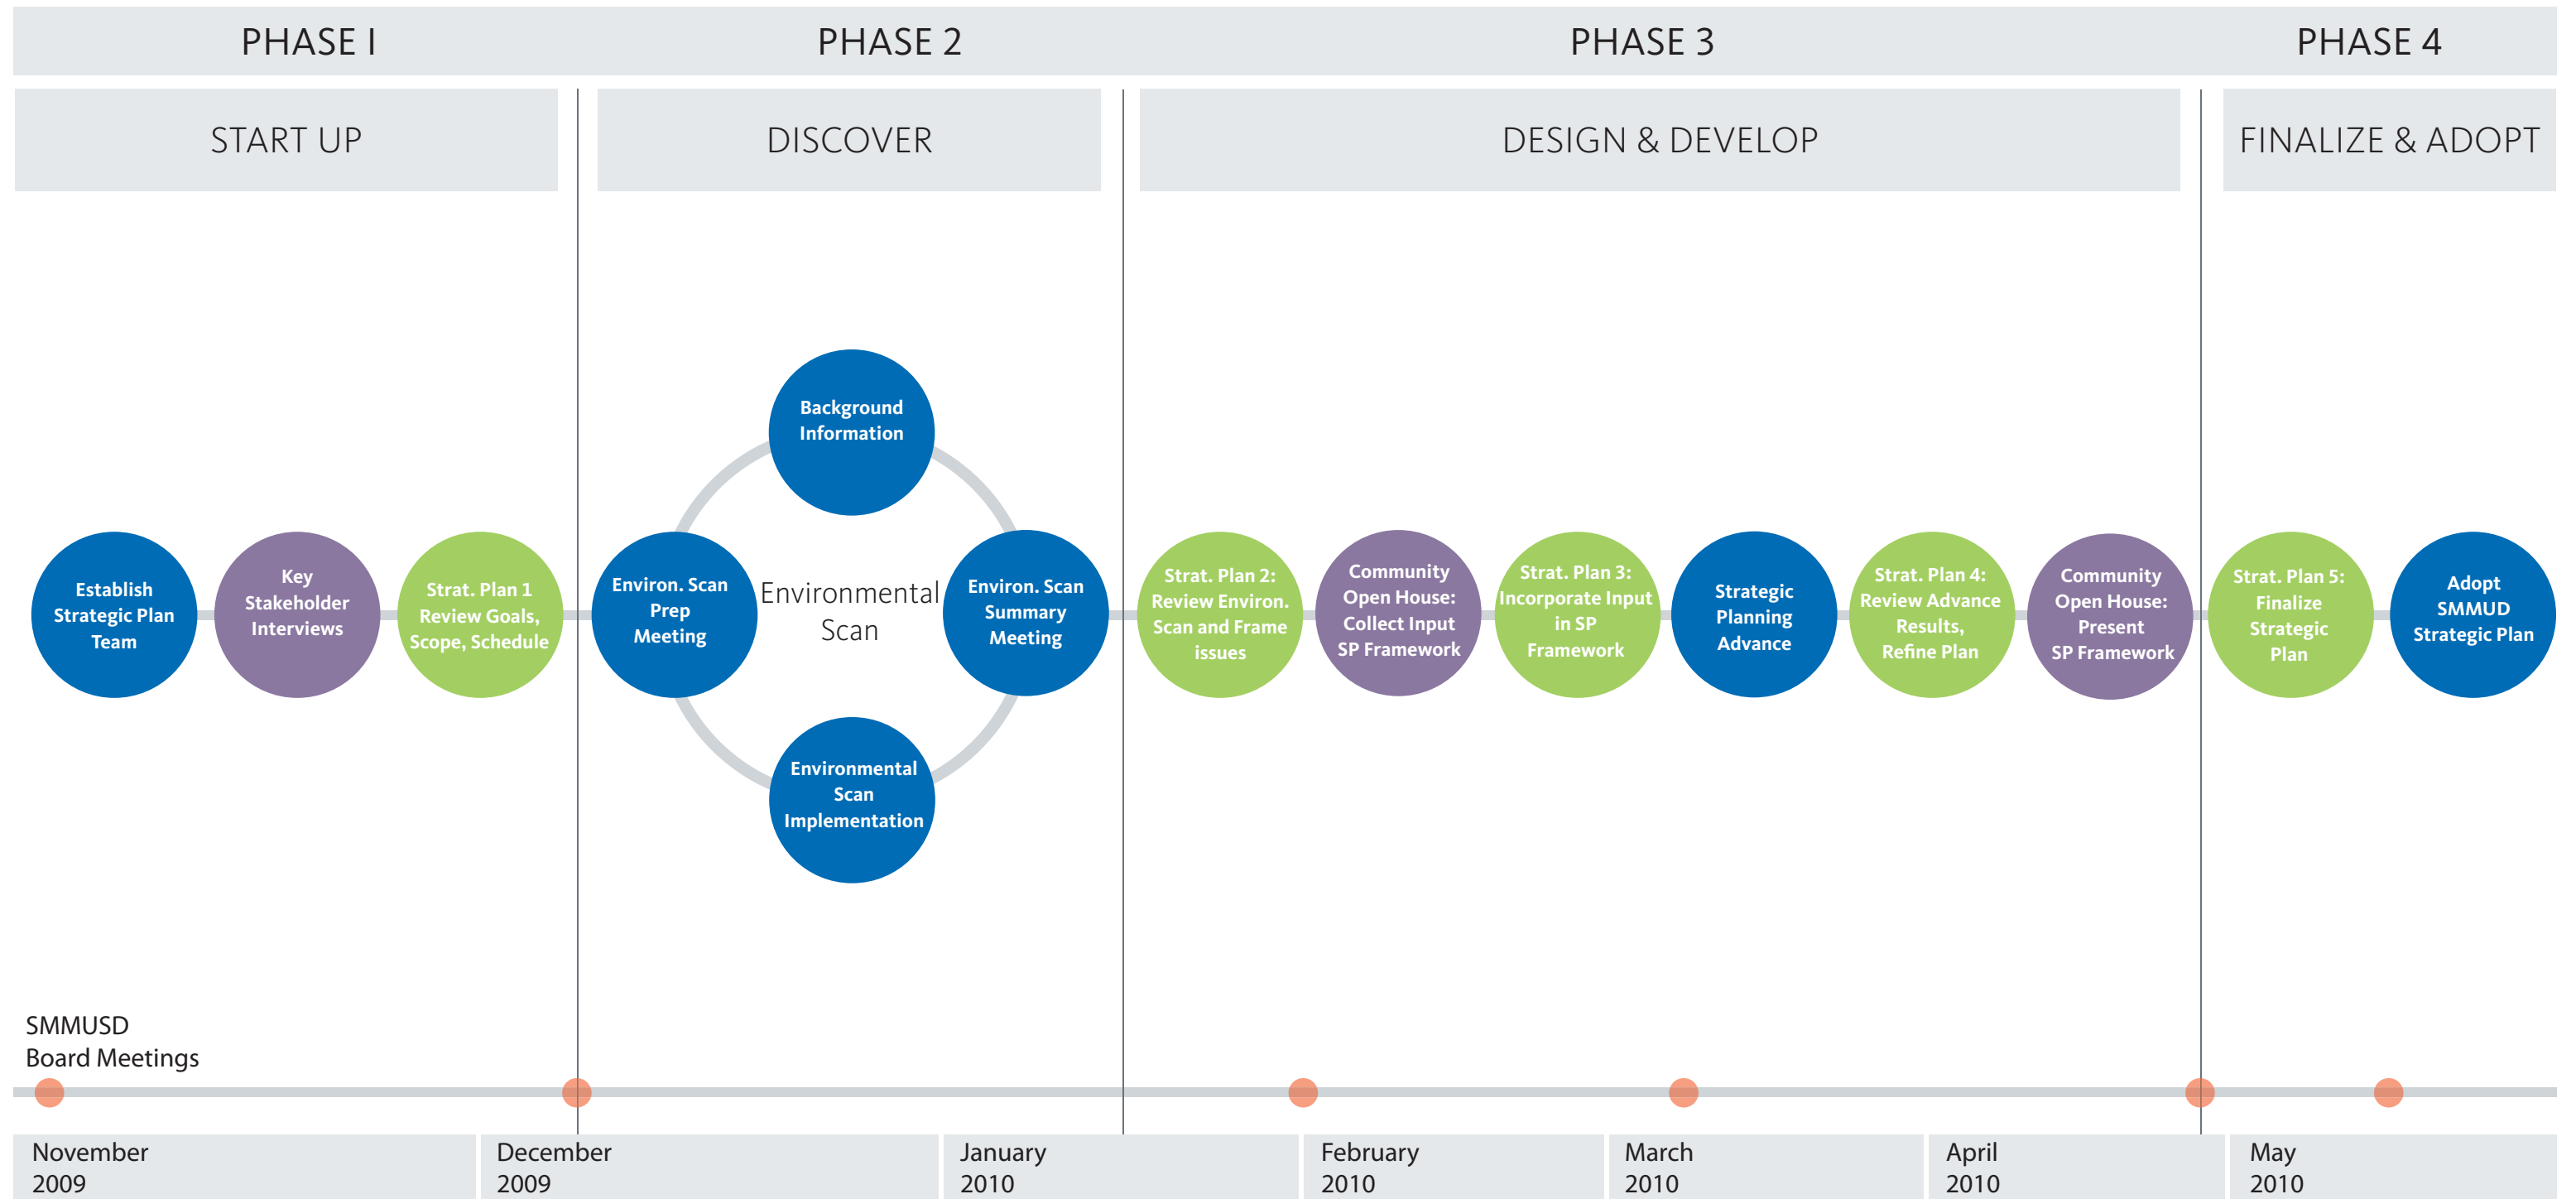 PHASE I
PHASE 2
PHASE 3
PHASE 4
START UP
DISCOVER
DESIGN & DEVELOP
FINALIZE & ADOPT
Establish
Strategic Plan
Team
Key
Stakeholder
Interviews
Strat. Plan 1
Review Goals,
Scope, Schedule
Background
Information
Environ. Scan
Prep
Meeting
Environmental
Scan
Environ. Scan
Summary
Meeting
Environmental
Scan
Implementation
Strat. Plan 2:
Review Environ.
Scan and Frame
issues
Community
Open House:
Collect Input
SP Framework
Strat. Plan 3:
Incorporate Input
in SP
Framework
Strategic
Planning
Advance
Strat. Plan 4:
Review Advance
Results,
Refine Plan
Community
Open House:
Present
SP Framework
Strat. Plan 5:
Finalize
Strategic
Plan
Adopt
SMMUD
Strategic Plan
SMMUSD
Board Meetings
November
2009
December
2009
January
2010
February
2010
March
2010
April
2010
May
2010